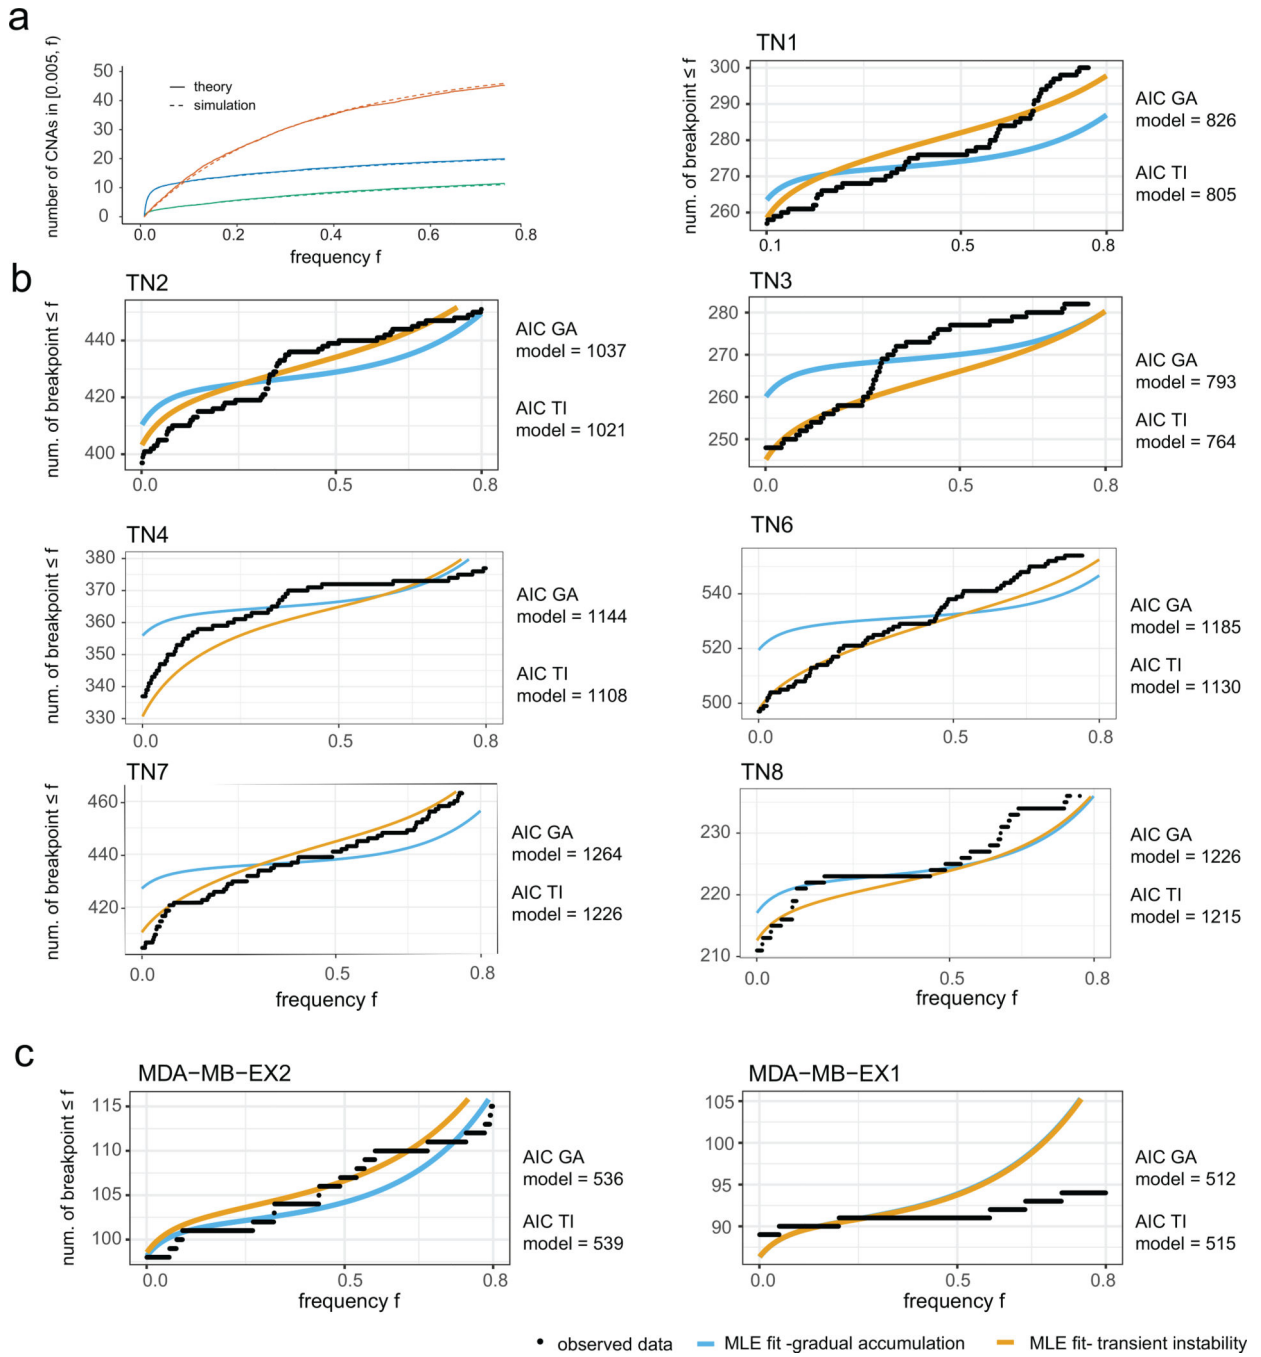 a
number of CNAs in [0.005, f)
50
40
30
20
10
0
theory
simulation
0.0
0.2
0.4
0.6
0.8
frequency f
TN1
num. of breakpoint ≤ f
300
290
280
270
260
0.1
0.5
0.8
AIC GA
model = 826
AIC TI
model = 805
b
TN2
num. of breakpoint ≤ f
440
420
400
0.0
0.5
0.8
AIC GA
model = 1037
AIC TI
model = 1021
TN3
280
270
260
250
0.0
0.5
0.8
AIC GA
model = 793
AIC TI
model = 764
TN4
num. of breakpoint ≤ f
380
370
360
350
340
330
0.0
0.5
0.8
AIC GA
model = 1144
AIC TI
model = 1108
TN6
540
520
500
0.0
0.5
0.8
AIC GA
model = 1185
AIC TI
model = 1130
TN7
num. of breakpoint ≤ f
460
440
420
0.0
0.5
0.8
frequency f
AIC GA
model = 1264
AIC TI
model = 1226
TN8
230
220
210
0.0
0.5
0.8
frequency f
AIC GA
model = 1226
AIC TI
model = 1215
c
MDA−MB−EX2
num. of breakpoint ≤ f
115
110
105
100
0.0
0.5
0.8
frequency f
AIC GA
model = 536
AIC TI
model = 539
MDA−MB−EX1
105
100
95
90
0.0
0.5
0.8
frequency f
AIC GA
model = 512
AIC TI
model = 515
observed data
MLE fit -gradual accumulation
MLE fit- transient instability